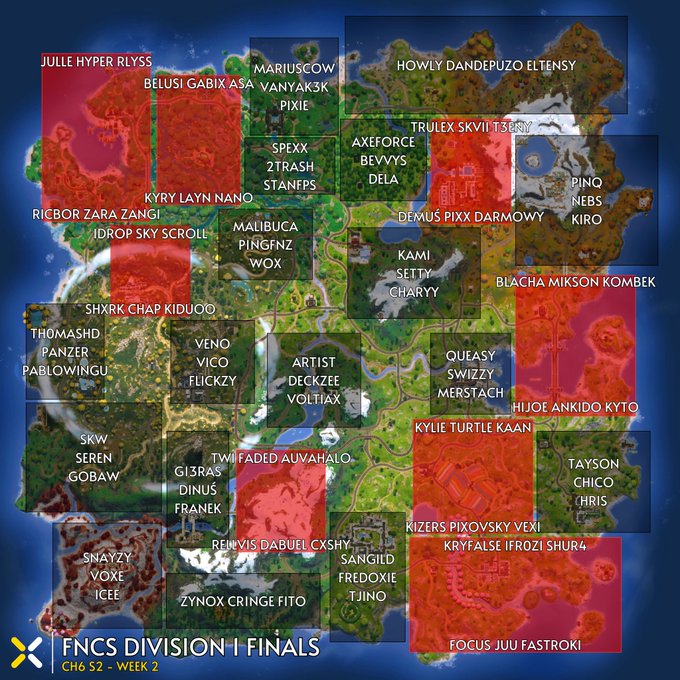 JULLE HYPER RLYSS
BELUSI GABIX ASA
MARIUSCOW
VANYAK3K
PIXIE
HOWLY DANDEPUZO ELTENSY
SPEXX
2TRASH
STANFPS
AXEFORCE
BEVVYS
DELA
TRULEX SKVII T3ENY
PINQ
NEBS
KIRO
KYRY LAYN NANO
RICBOR ZARA ZANGI
DEMUŚ PIXX DARMOWY
IDROP SKY SCROLL
MALIBUCA
PINGFNZ
WOX
KAMI
SETTY
CHARYY
BLACHA MIKSON KOMBEK
SHXRK CHAP KIDUOO
TH0MASHD
PANZER
PABLOWINGU
VENO
VICO
FLICKZY
ARTIST
DECKZEE
VOLTIAX
QUEASY
SWIZZY
MERSTACH
HIJOE ANKIDO KYTO
KYLIE TURTLE KAAN
SKW
SEREN
GOBAW
GI3RAS
DINUŚ
FRANEK
TWI FADED AUVAHALO
TAYSON
CHICO
CHRIS
KIZERS PIXOVSKY VEXI
RELLVIS DABUEL CXSHY
KRYFALSE IFR0ZI SHUR4
SNAYZY
VOXE
ICEE
SANGILD
FREDOXIE
TJINO
ZYNOX CRINGE FITO
FOCUS JUU FASTROKI
FNCS DIVISION 1 FINALS
CH6 S2 - WEEK 2